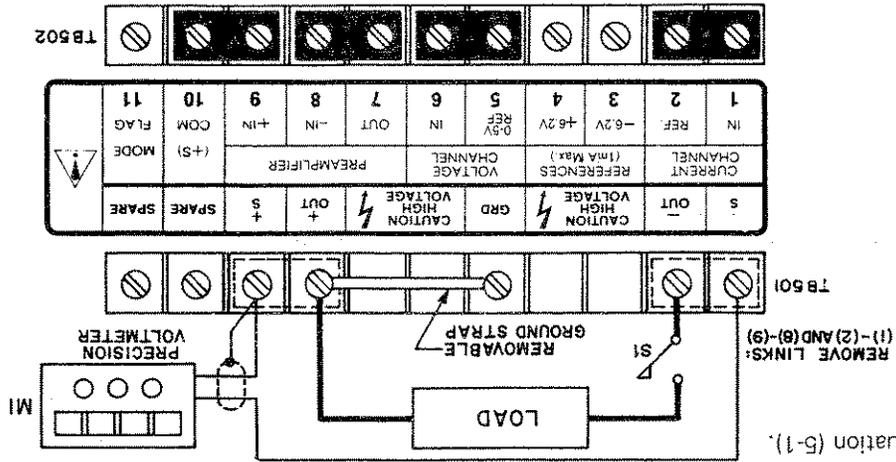 uation (5-1).
LOAD
M1
S1
REMOVE LINKS:
(1)-(2) AND (8)-(9)
REMOVABLE
GROUND STRAP
PRECISION
VOLTMETER
TB501
-
S
-
OUT
CAUTION
HIGH
VOLTAGE
GRD
CAUTION
HIGH
VOLTAGE
+
OUT
+
S
SPARE
SPARE
CURRENT
CHANNEL
REFERENCES
(1mA Max.)
VOLTAGE
CHANNEL
PREAMPLIFIER
(+S)
COM
MODE
FLAG
IN
REF.
-6.2V
+6.2V
0-5V
REF
IN
OUT
-IN
+IN
1 2 3 4 5 6 7 8 9 10 11
TB502